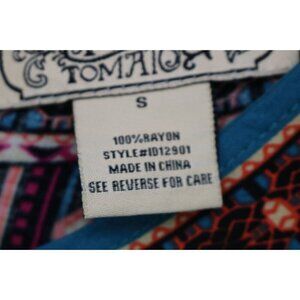 TOMATO
S
100%RAYON
STYLE#ID12901
MADE IN CHINA
SEE REVERSE FOR CARE